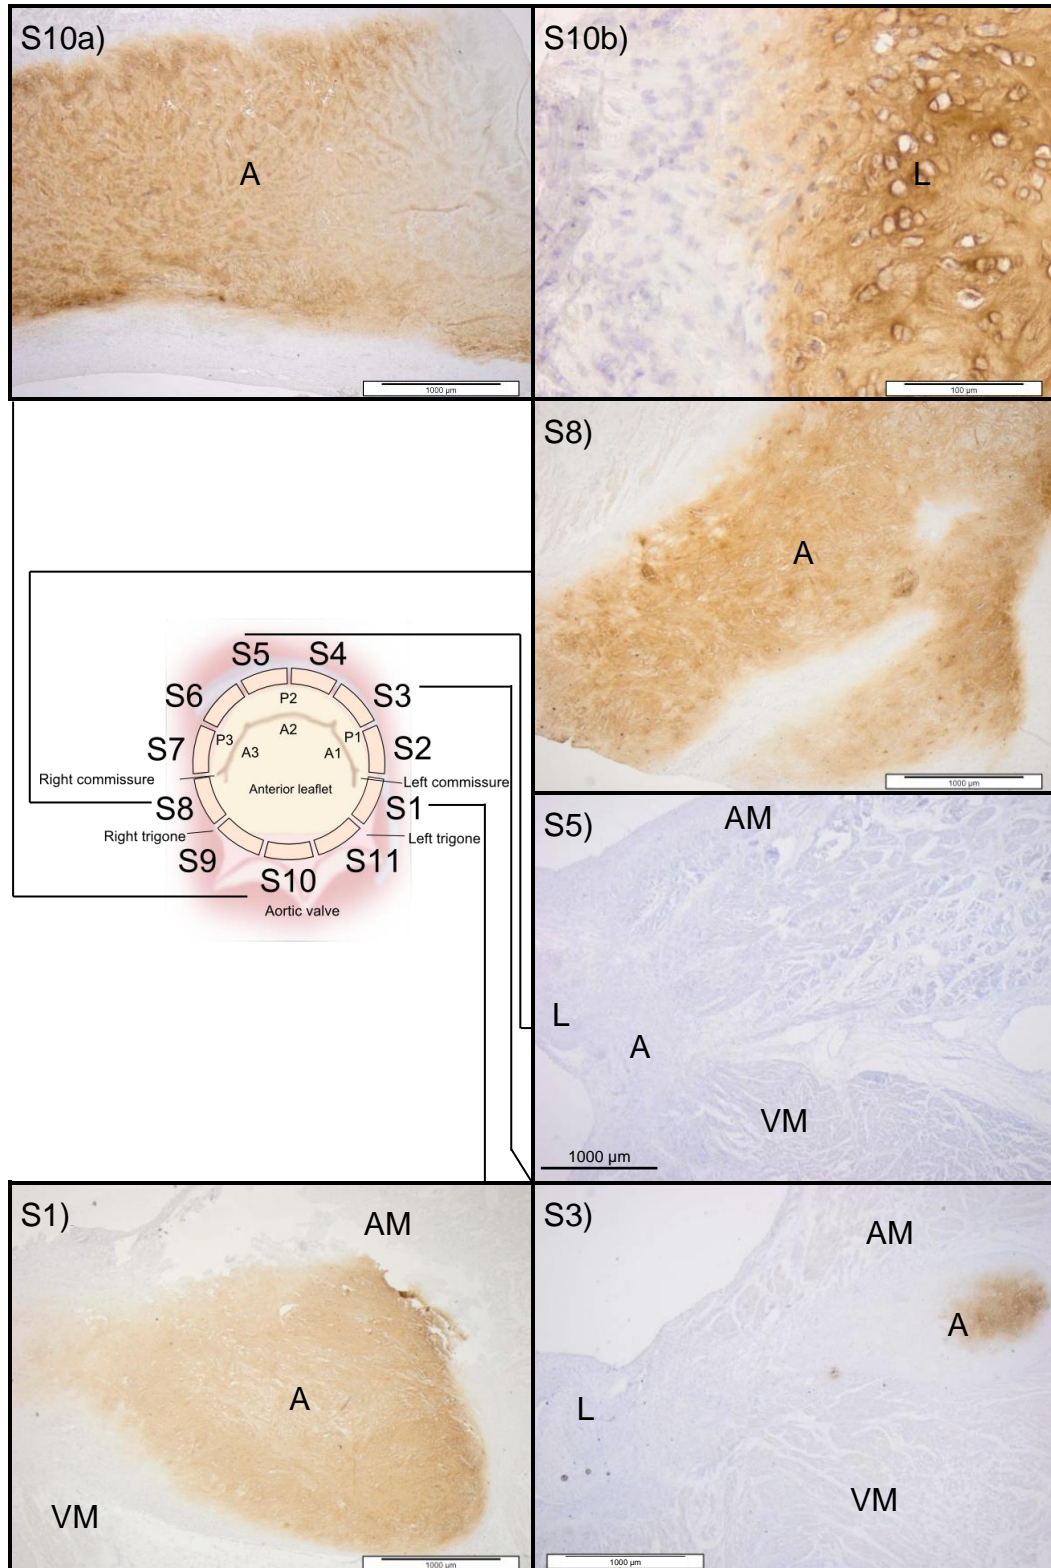 S10a)
A
1000 µm
S10b)
L
100 µm
S8)
A
1000 µm
S5 S4
S6 S3
P2
S7 P3 A2 P1 S2
A3 A1
Right commissure Left commissure
Anterior leaflet
S8 S1
Right trigone Left trigone
S9 S11
S10
Aortic valve
S5)
AM
L
A
VM
1000 µm
S1)
AM
A
VM
1000 µm
S3)
AM
A
L
VM
1000 µm